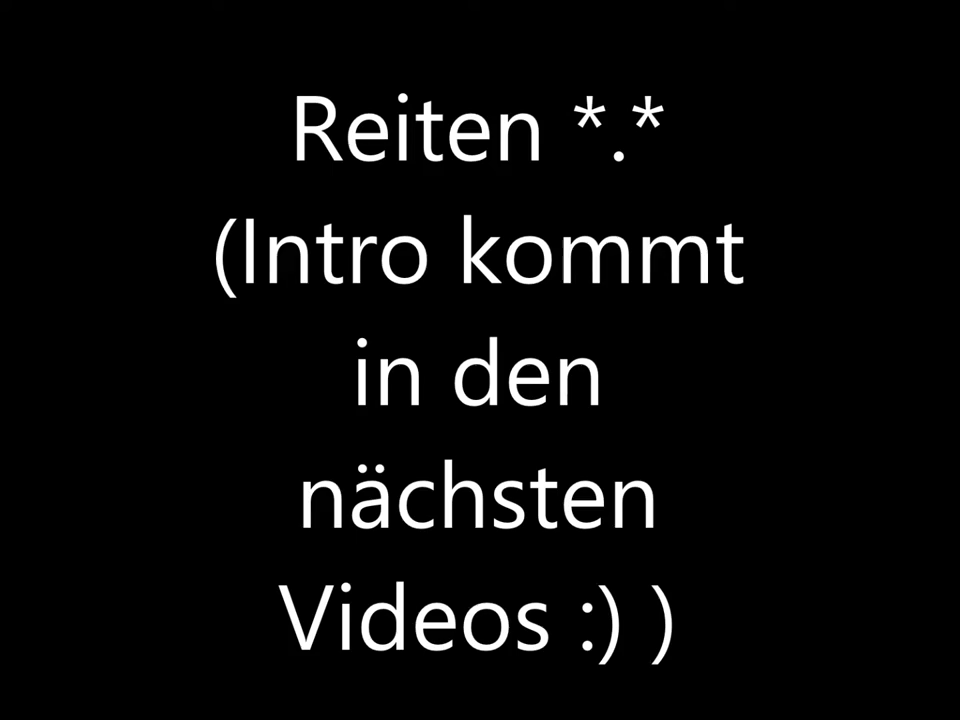 Reiten *.*
(Intro kommt
in den
nächsten
Videos :) )